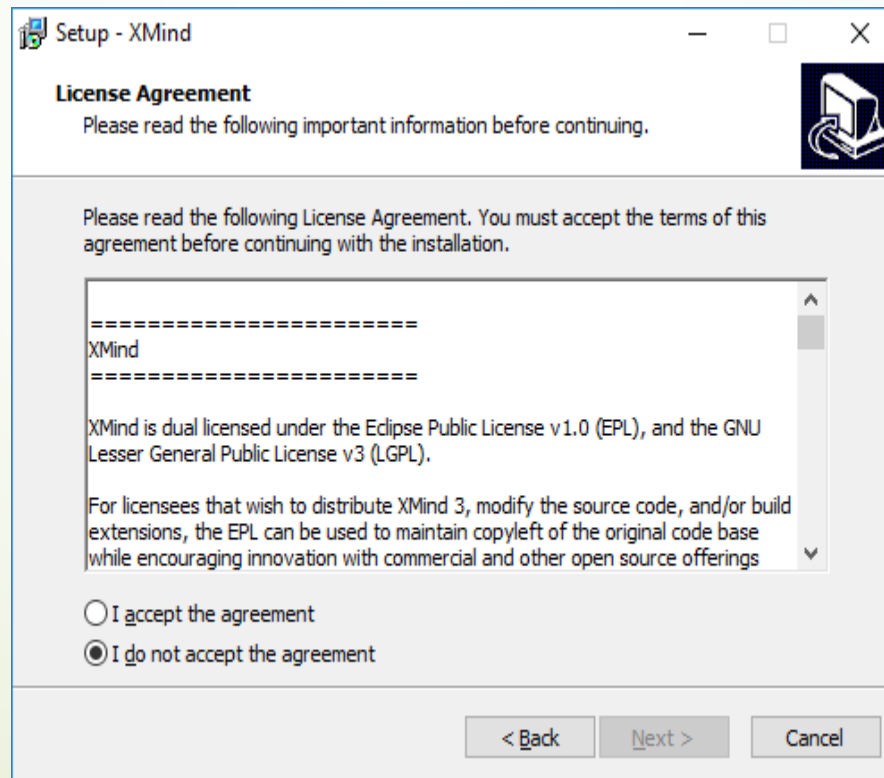 Setup - XMind
License Agreement
Please read the following important information before continuing.
Please read the following License Agreement. You must accept the terms of this
agreement before continuing with the installation.
=======================
XMind
=======================
XMind is dual licensed under the Eclipse Public License v1.0 (EPL), and the GNU
Lesser General Public License v3 (LGPL).
For licensees that wish to distribute XMind 3, modify the source code, and/or build
extensions, the EPL can be used to maintain copyleft of the original code base
while encouraging innovation with commercial and other open source offerings
I accept the agreement
I do not accept the agreement
< Back Next > Cancel